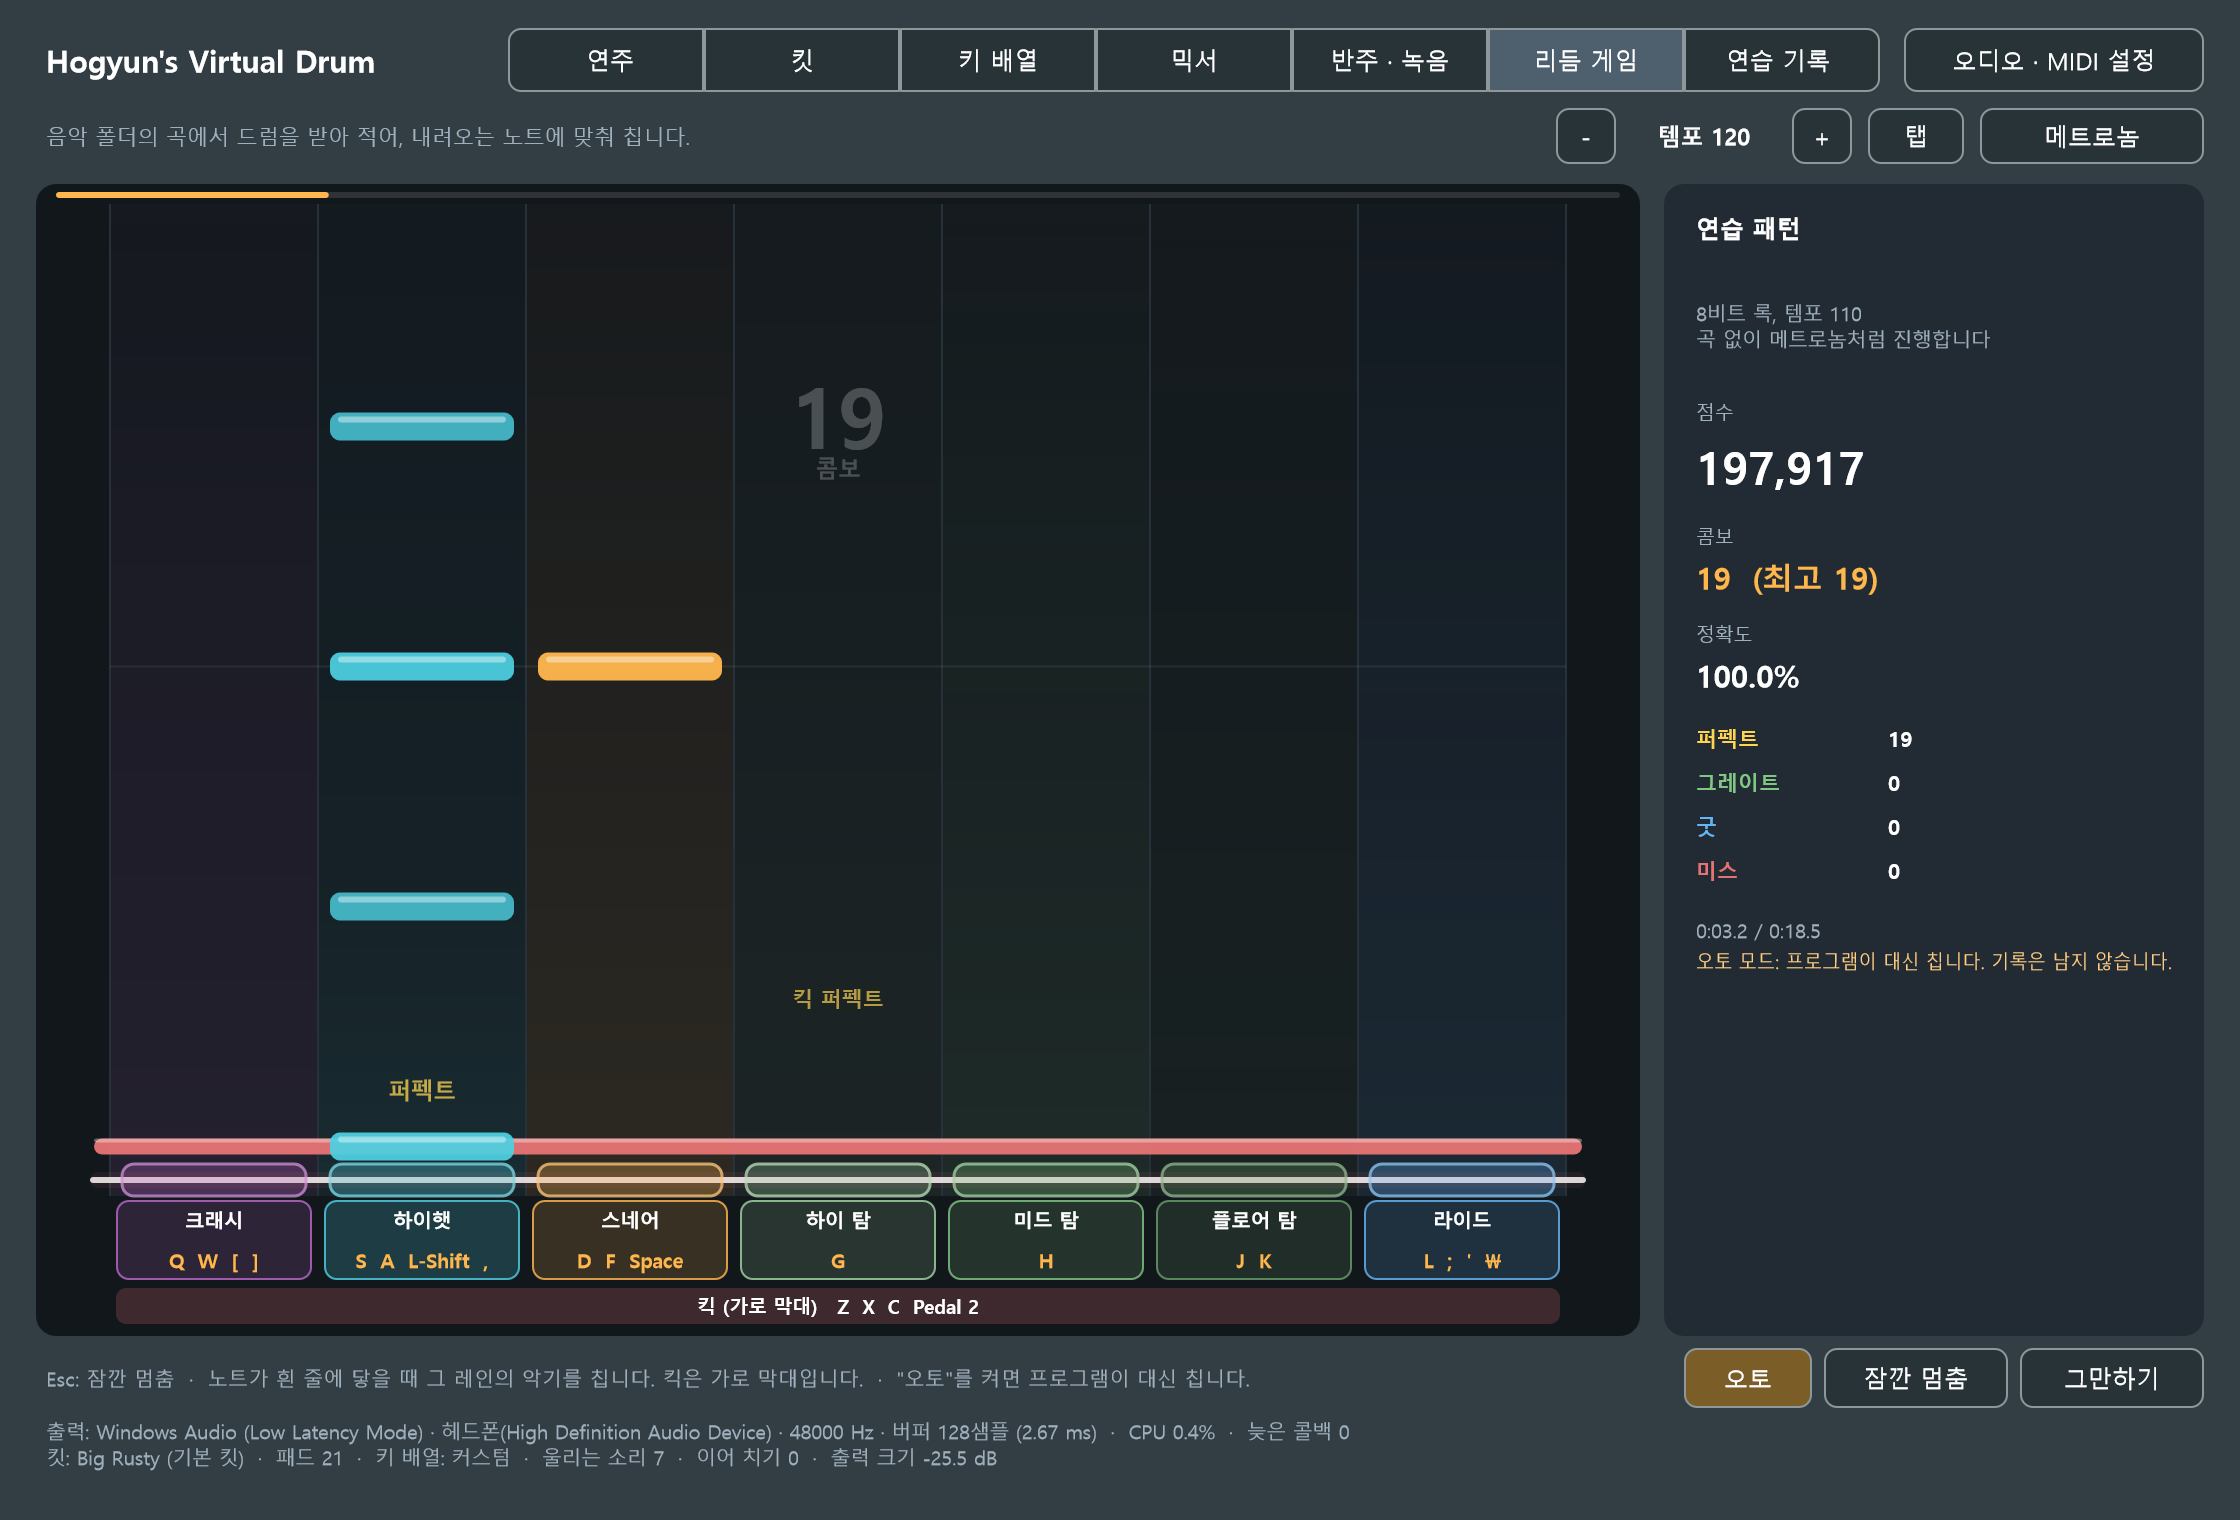 Hogyun's Virtual Drum
연주 킷 키 배열 믹서 반주 · 녹음 리듬 게임 연습 기록 오디오 · MIDI 설정
음악 폴더의 곡에서 드럼을 받아 적어, 내려오는 노트에 맞춰 칩니다.
- 템포 120 + 탭 메트로놈
19
콤보
킥 퍼펙트
퍼펙트
크래시 하이햇 스네어 하이 탐 미드 탐 플로어 탐 라이드
Q W [ ] S A L-Shift , D F Space G H J K L ; ' ₩
킥 (가로 막대) Z X C Pedal 2
연습 패턴
8비트 록, 템포 110
곡 없이 메트로놈처럼 진행합니다
점수
197,917
콤보
19 (최고 19)
정확도
100.0%
퍼펙트 19
그레이트 0
굿 0
미스 0
0:03.2 / 0:18.5
오토 모드: 프로그램이 대신 칩니다. 기록은 남지 않습니다.
오토 잠깐 멈춤 그만하기
Esc: 잠깐 멈춤 · 노트가 흰 줄에 닿을 때 그 레인의 악기를 칩니다. 킥은 가로 막대입니다. · "오토"를 켜면 프로그램이 대신 칩니다.
출력: Windows Audio (Low Latency Mode) · 헤드폰(High Definition Audio Device) · 48000 Hz · 버퍼 128샘플 (2.67 ms) · CPU 0.4% · 늦은 콜백 0
킷: Big Rusty (기본 킷) · 패드 21 · 키 배열: 커스텀 · 울리는 소리 7 · 이어 치기 0 · 출력 크기 -25.5 dB